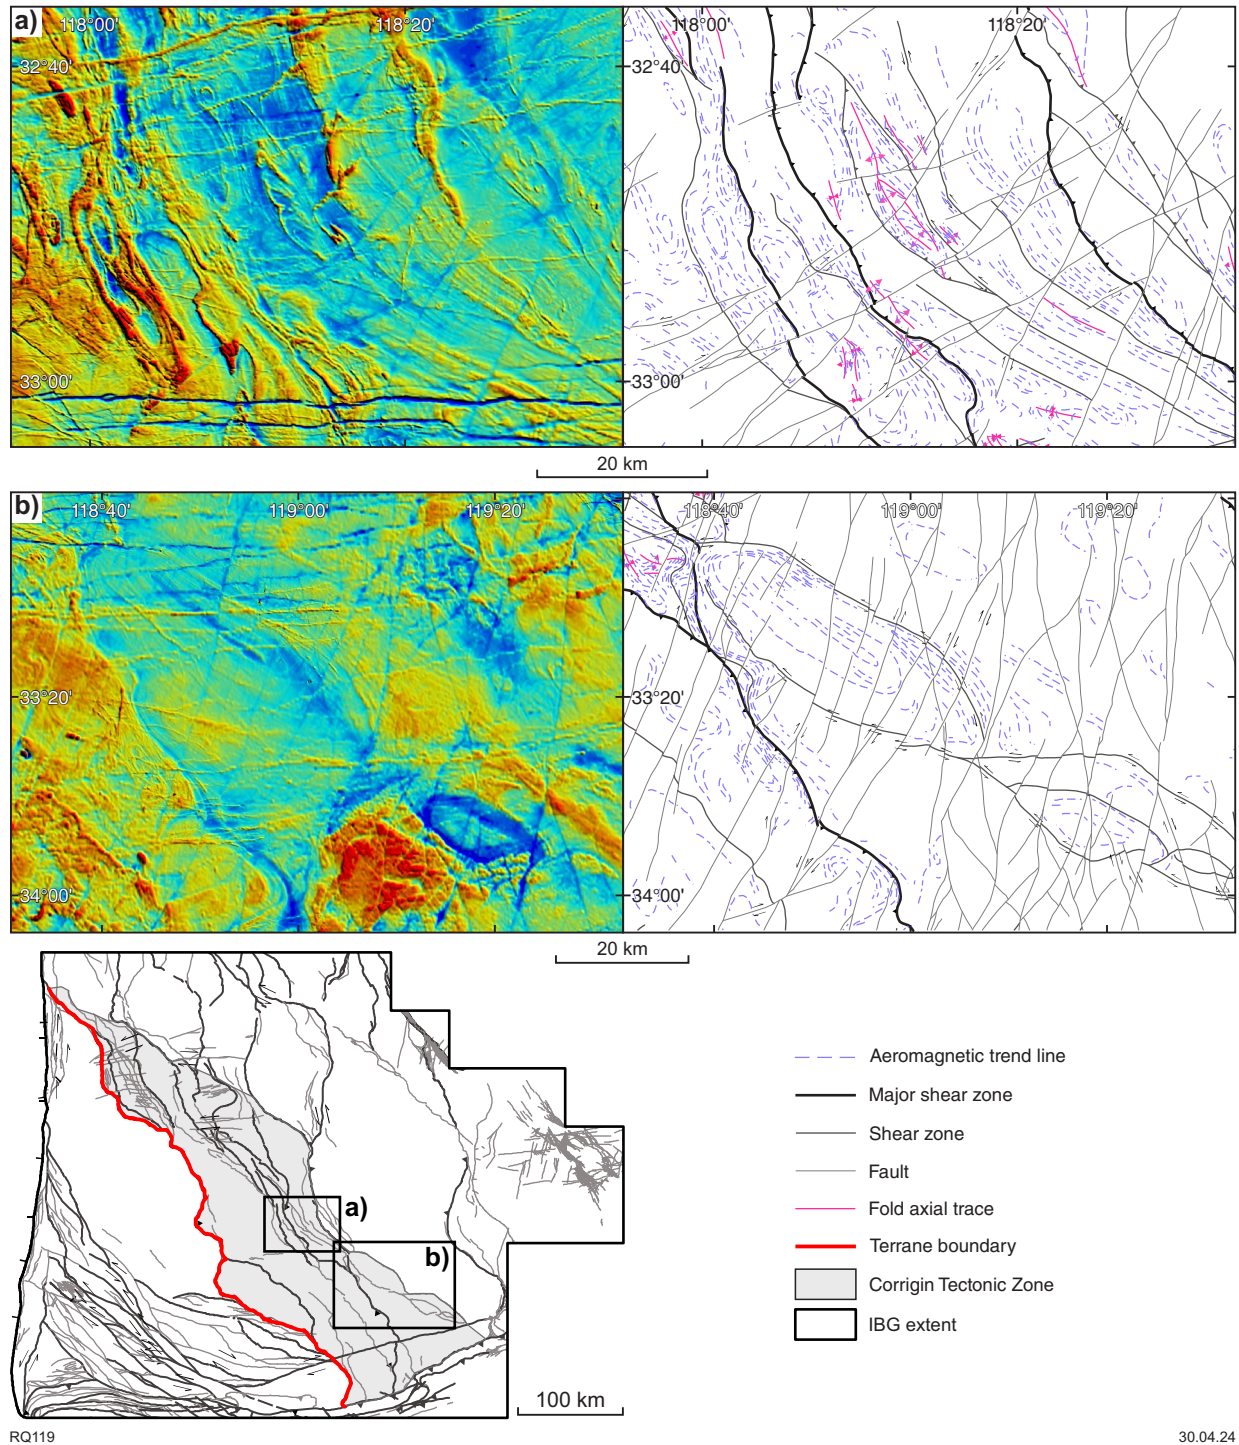 a)
118°00'
118°20'
118°00'
118°20'
32°40'
32°40'
33°00'
33°00'
20 km
b)
118°40'
119°00'
119°20'
118°40'
119°00'
119°20'
33°20'
33°20'
34°00'
34°00'
20 km
a)
b)
100 km
Aeromagnetic trend line
Major shear zone
Shear zone
Fault
Fold axial trace
Terrane boundary
Corrigin Tectonic Zone
IBG extent
RQ119
30.04.24